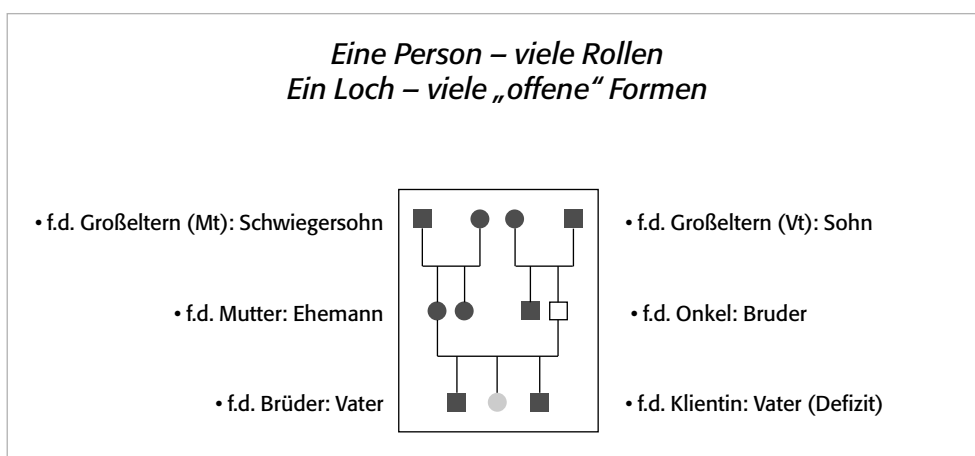 Eine Person – viele Rollen
Ein Loch – viele „offene“ Formen
• f.d. Großeltern (Mt): Schwiegersohn
• f.d. Großeltern (Vt): Sohn
• f.d. Mutter: Ehemann
• f.d. Onkel: Bruder
• f.d. Brüder: Vater
• f.d. Klientin: Vater (Defizit)